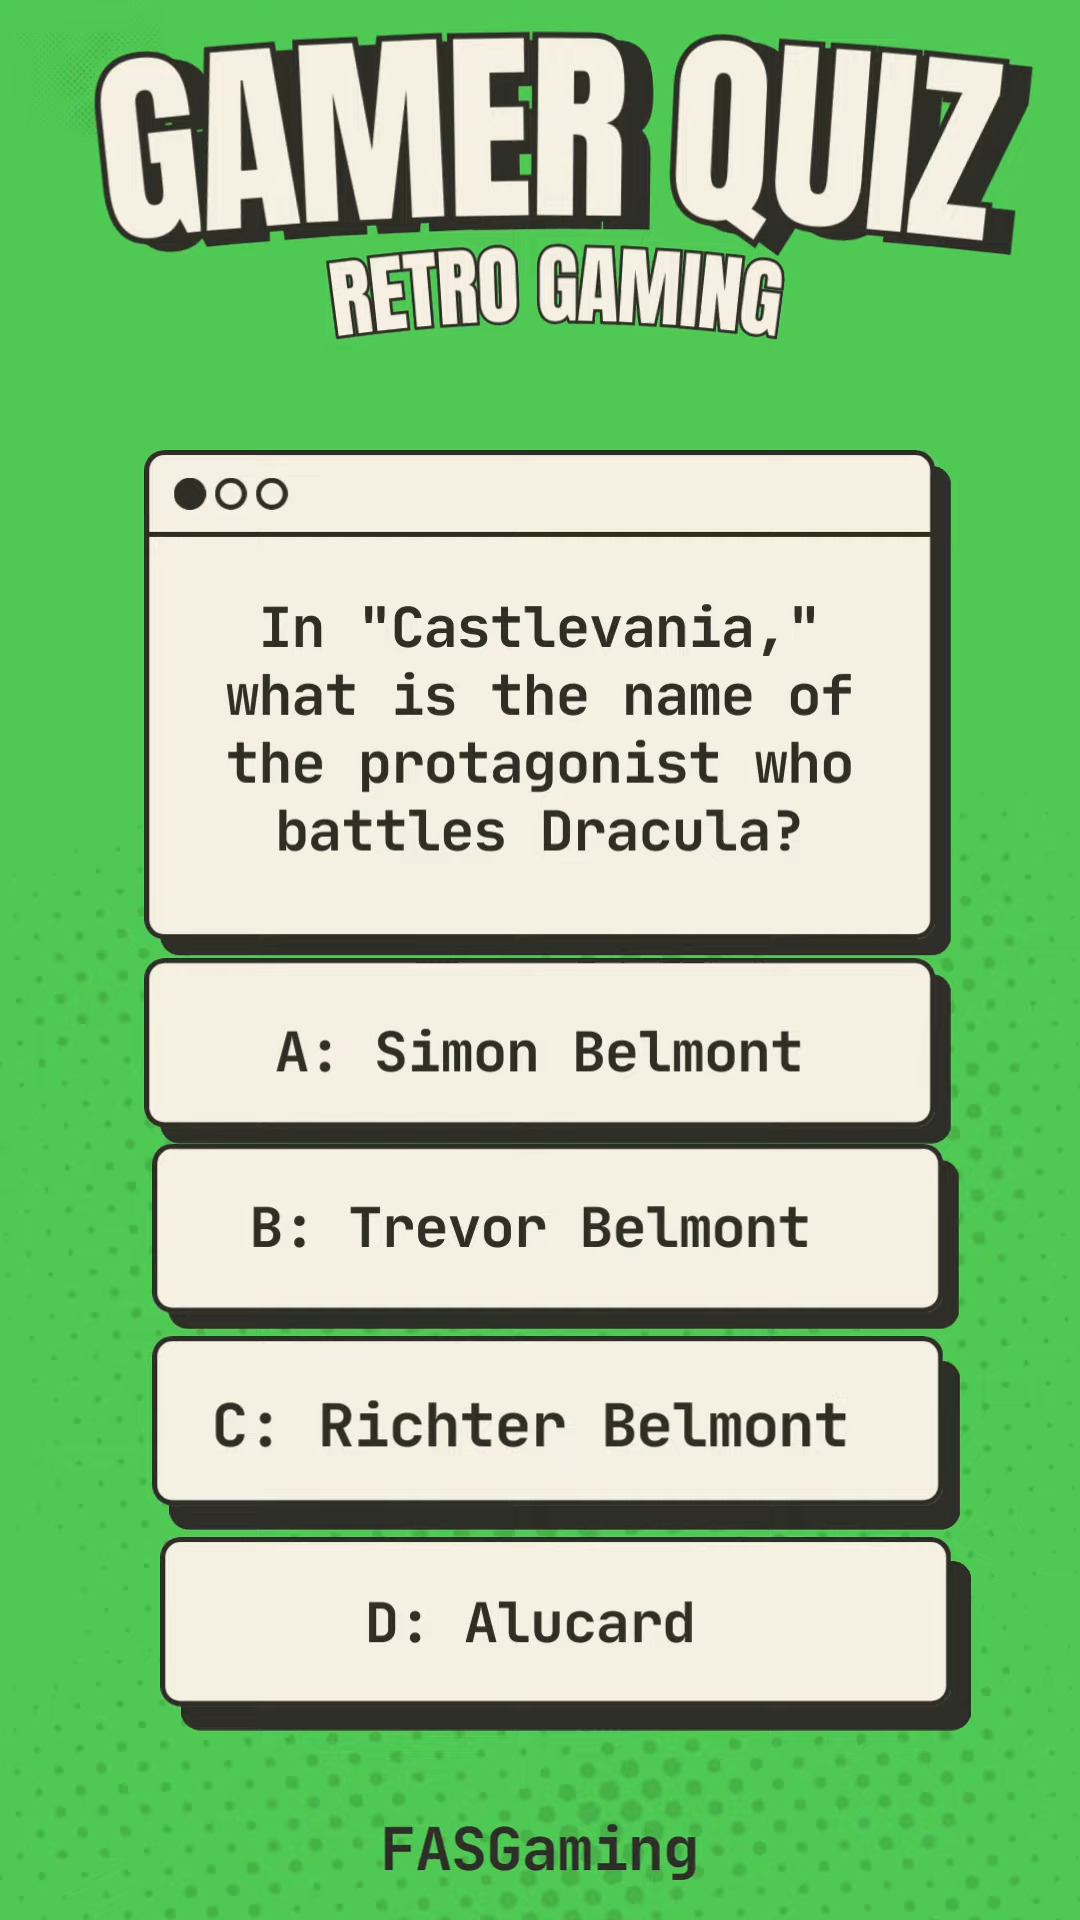 GAMER QUIZ
RETRO GAMING
In "Castlevania,"
what is the name of
the protagonist who
battles Dracula?
A: Simon Belmont
B: Trevor Belmont
C: Richter Belmont
D: Alucard
FASGaming